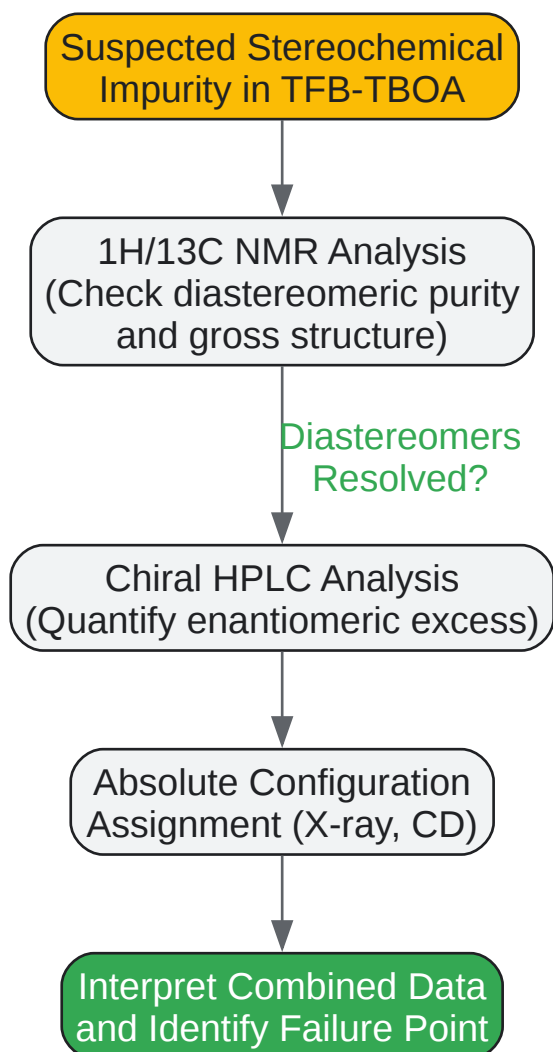 Suspected Stereochemical
Impurity in TFB-TBOA
1H/13C NMR Analysis
(Check diastereomeric purity
and gross structure)
Diastereomers
Resolved?
Chiral HPLC Analysis
(Quantify enantiomeric excess)
Absolute Configuration
Assignment (X-ray, CD)
Interpret Combined Data
and Identify Failure Point